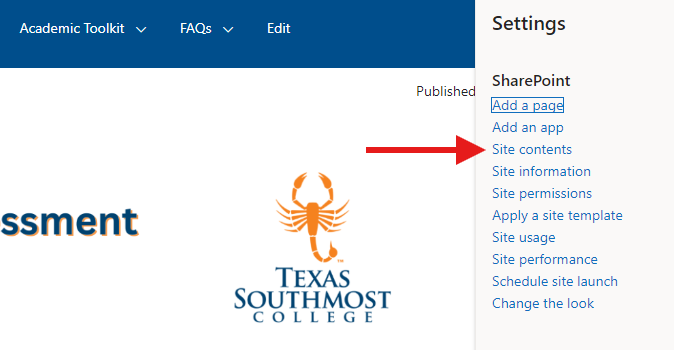 Academic Toolkit FAQs Edit
Published
ssment
TEXAS
SOUTHMOST
COLLEGE
Settings
SharePoint
Add a page
Add an app
Site contents
Site information
Site permissions
Apply a site template
Site usage
Site performance
Schedule site launch
Change the look